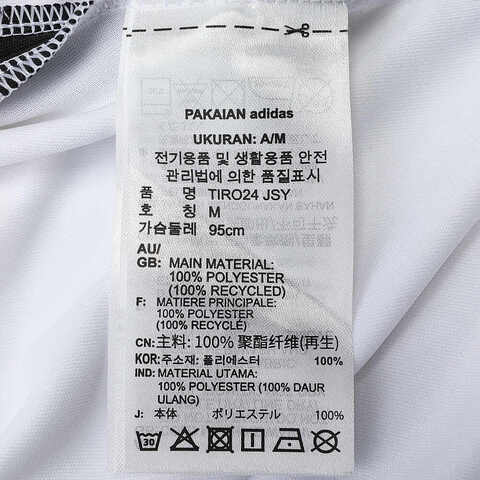 PAKAIAN adidas
UKURAN: A/M
전기용품 및 생활용품 안전
관리법에 의한 품질표시
품 명 TIRO24 JSY
호 칭 M
가슴둘레 95cm
AU/
GB: MAIN MATERIAL:
100% POLYESTER
(100% RECYCLED)
F: MATIERE PRINCIPALE:
100% POLYESTER
(100% RECYCLÉ)
CN: 主料: 100% 聚酯纤维(再生)
KOR: 주소재: 폴리에스터 100%
IND: MATERIAL UTAMA:
100% POLYESTER (100% DAUR
ULANG)
J: 本体 ポリエステル 100%
30